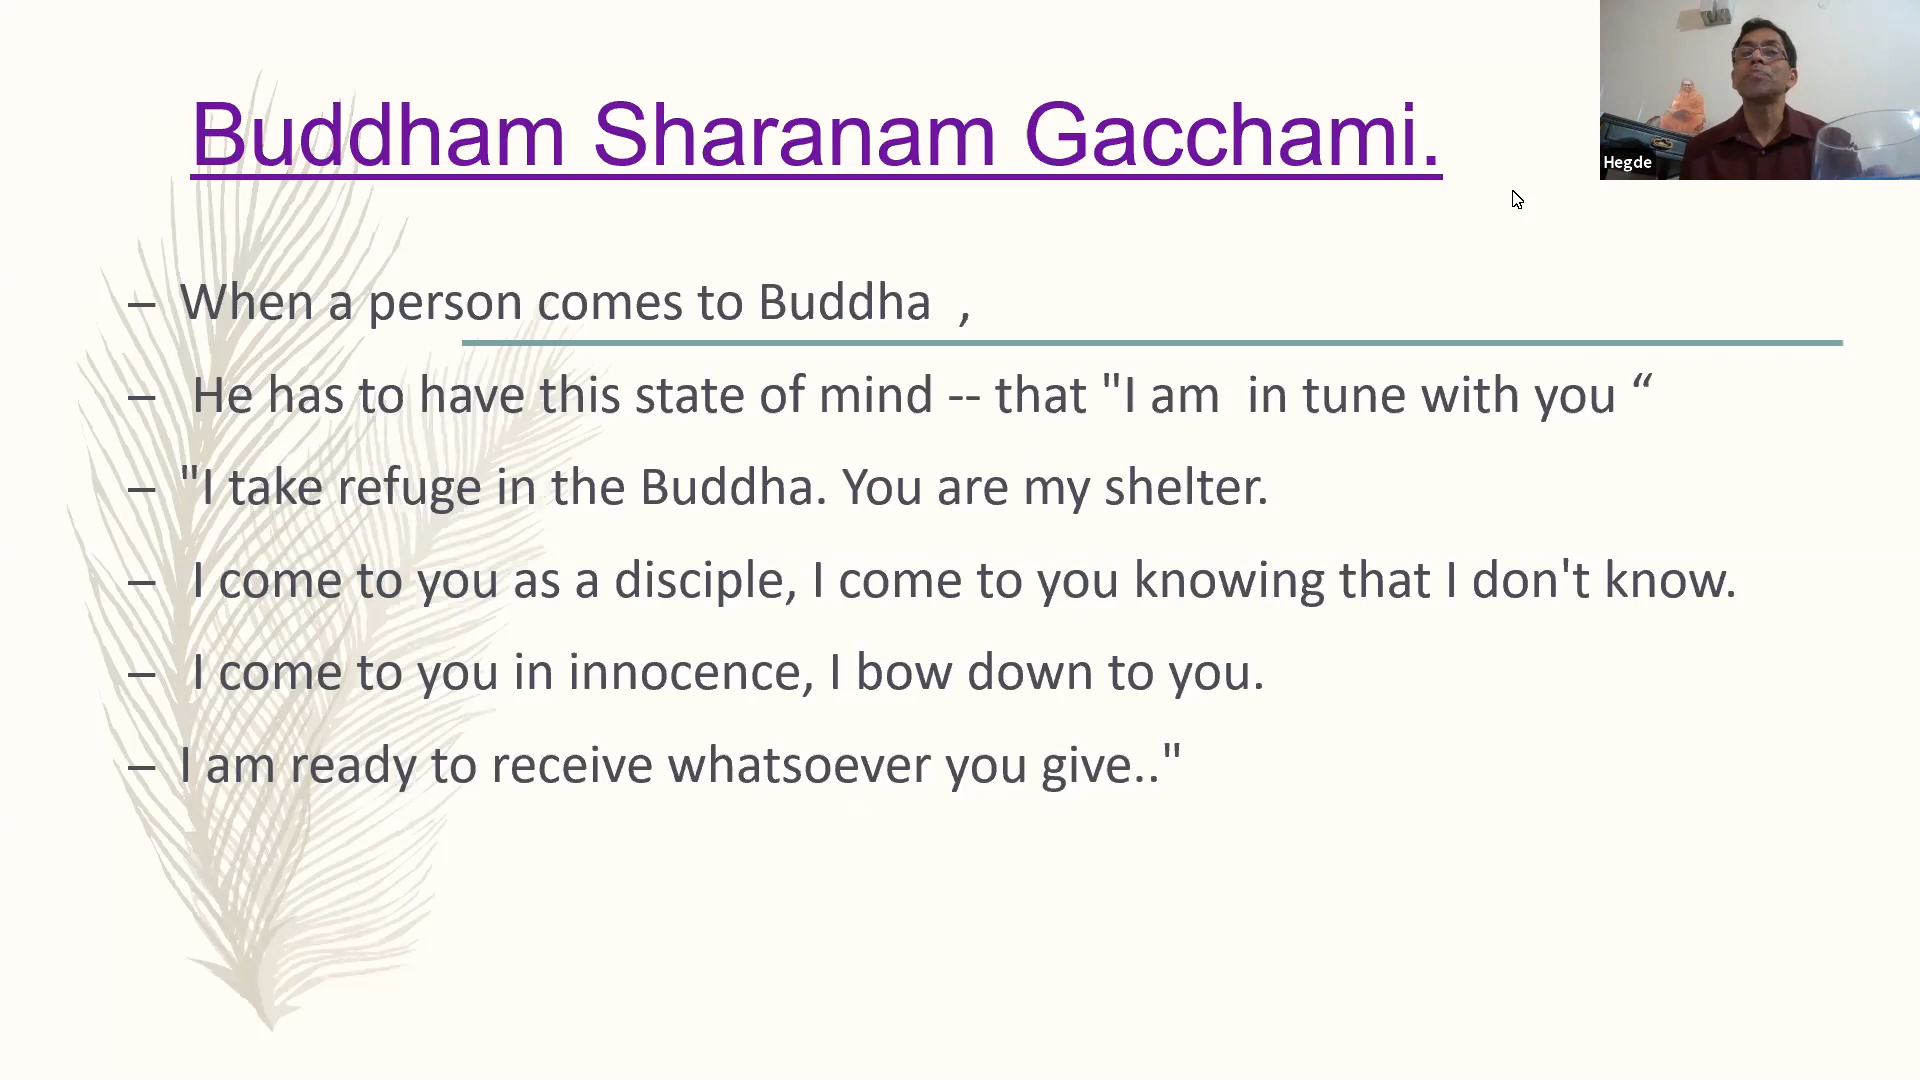 Buddham Sharanam Gacchami.
Hegde
– When a person comes to Buddha  ,
–  He has to have this state of mind -- that "I am  in tune with you “
– "I take refuge in the Buddha. You are my shelter.
–  I come to you as a disciple, I come to you knowing that I don't know.
–  I come to you in innocence, I bow down to you.
– I am ready to receive whatsoever you give.."